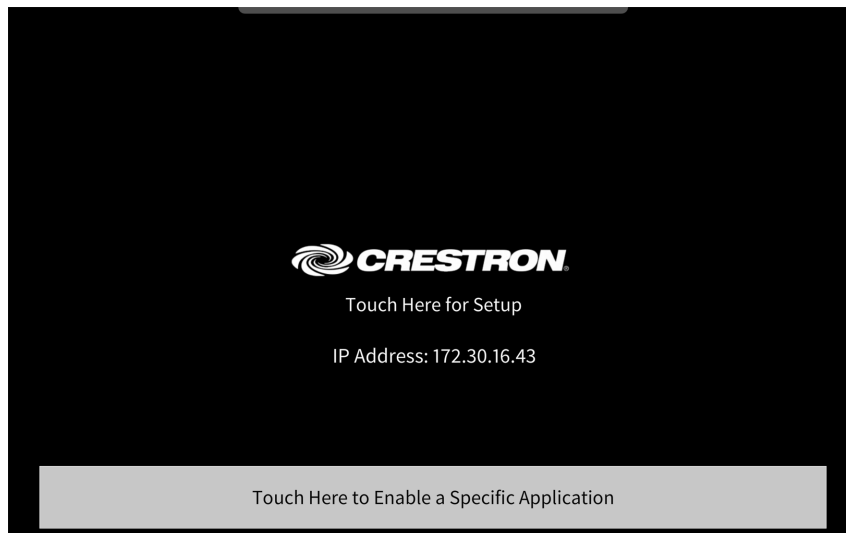 CRESTRON
Touch Here for Setup
IP Address: 172.30.16.43
Touch Here to Enable a Specific Application